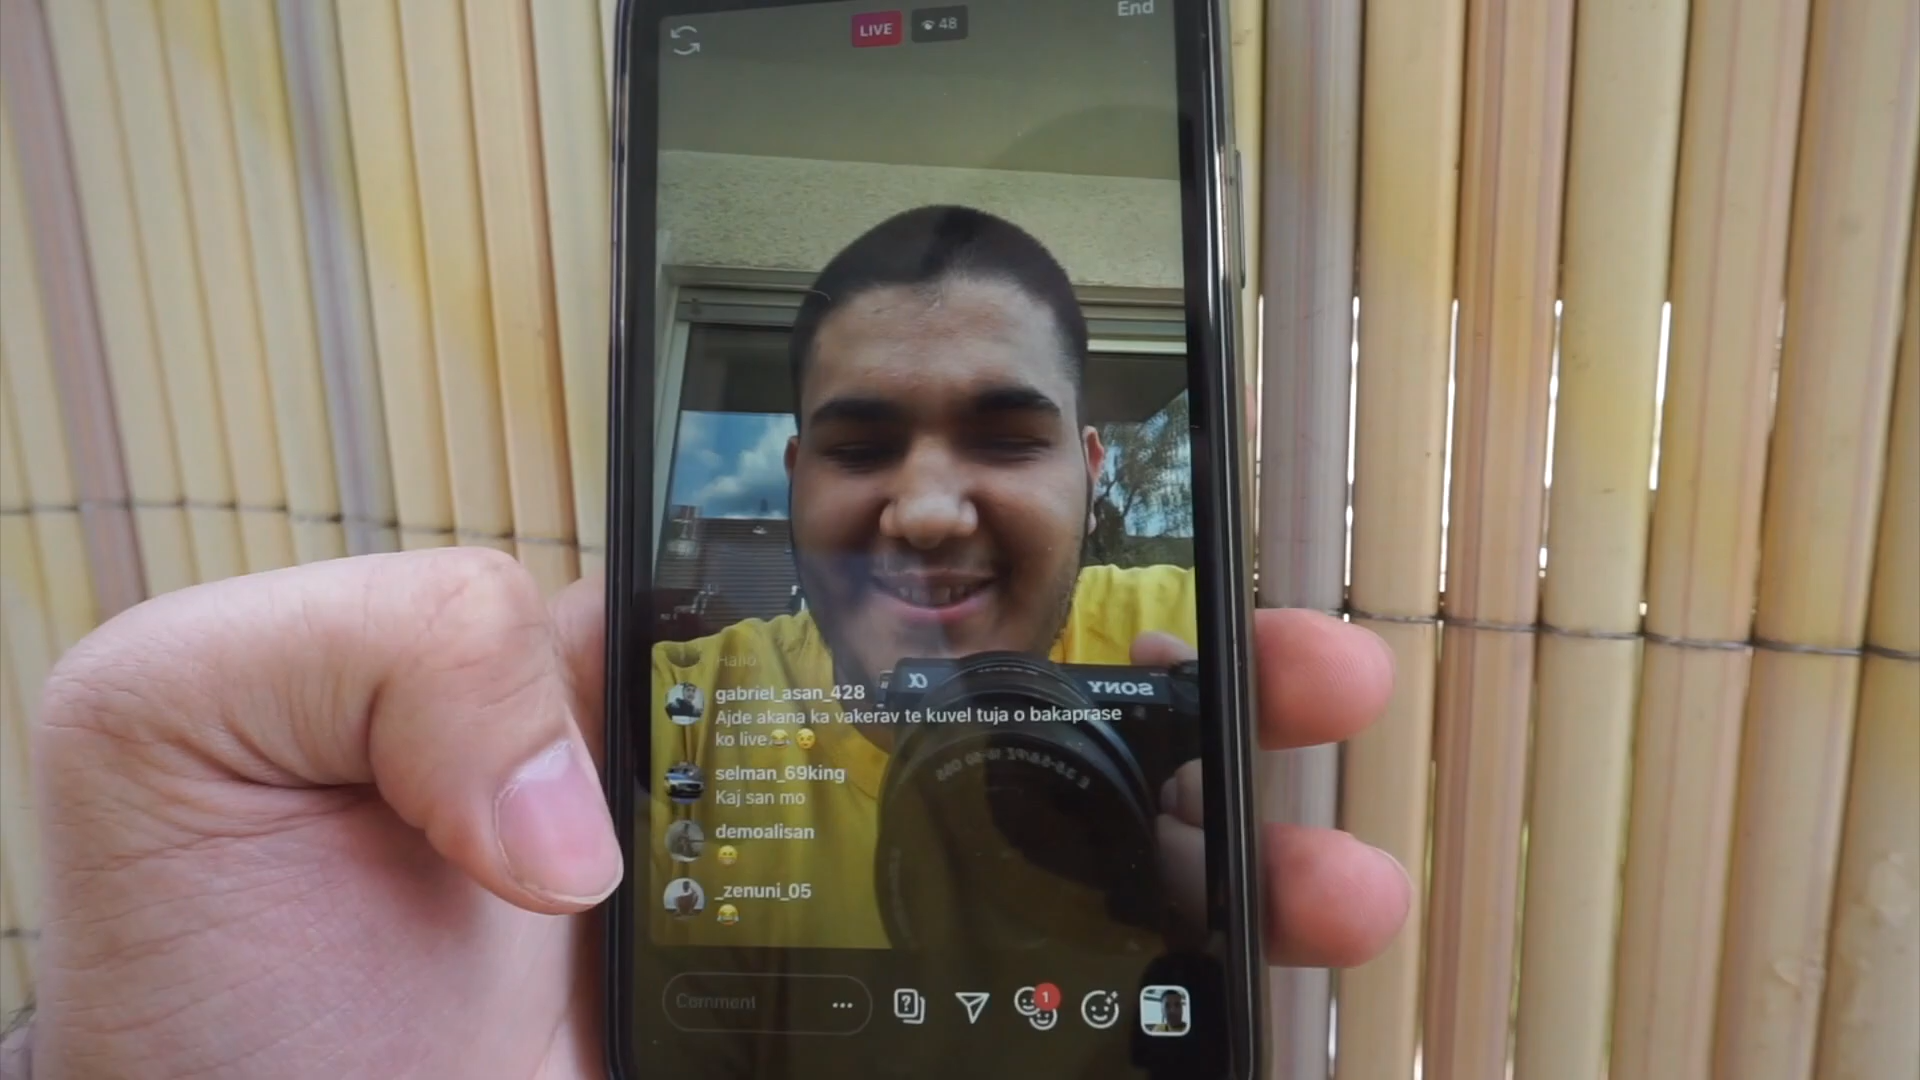 LIVE
48
End
Hallo
gabriel_asan_428
Ajde akana ka vakerav te kuvel tuja o bakaprase
ko live😂 😉
selman_69king
Kaj san mo
demoalisan
😁
_zenuni_05
😂
α
SONY
Comment
1